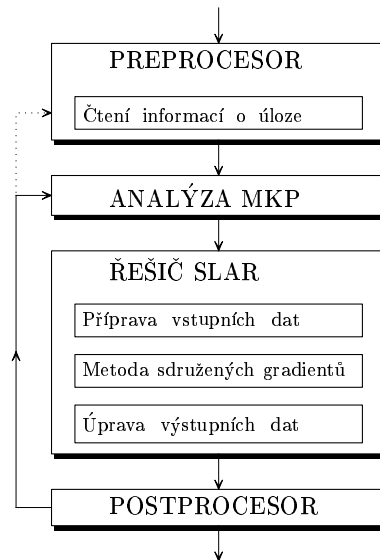 PREPROCESOR
Čtení informací o úloze
ANALÝZA MKP
ŘEŠIČ SLAR
Příprava vstupních dat
Metoda sdružených gradientů
Úprava výstupních dat
POSTPROCESOR